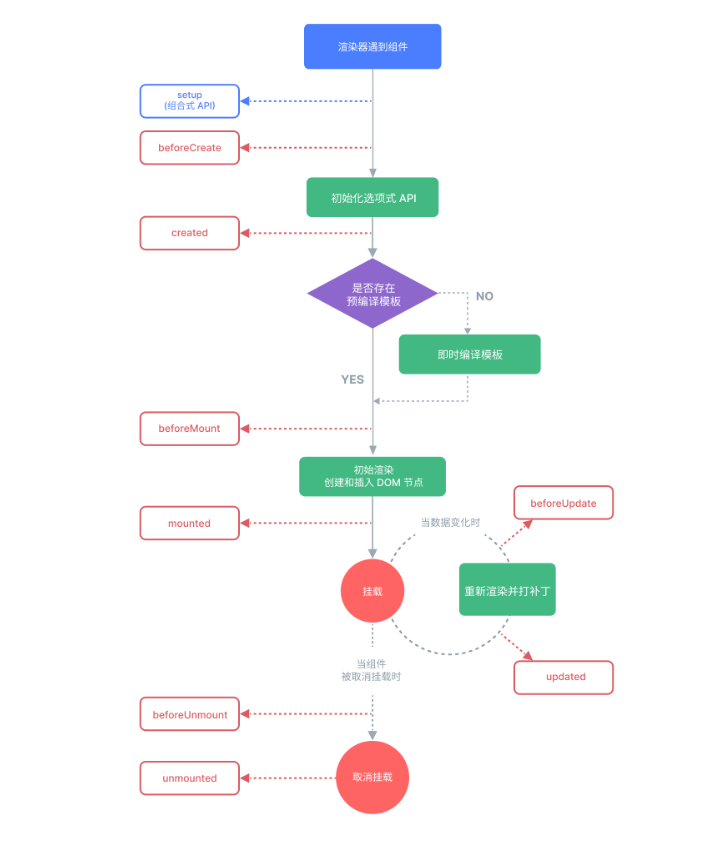 渲染器遇到组件
setup
(组合式 API)
beforeCreate
初始化选项式 API
created
是否存在
预编译模板
NO
即时编译模板
YES
beforeMount
初始渲染
创建和插入 DOM 节点
mounted
当数据变化时
beforeUpdate
挂载
重新渲染并打补丁
updated
当组件
被取消挂载时
beforeUnmount
unmounted
取消挂载